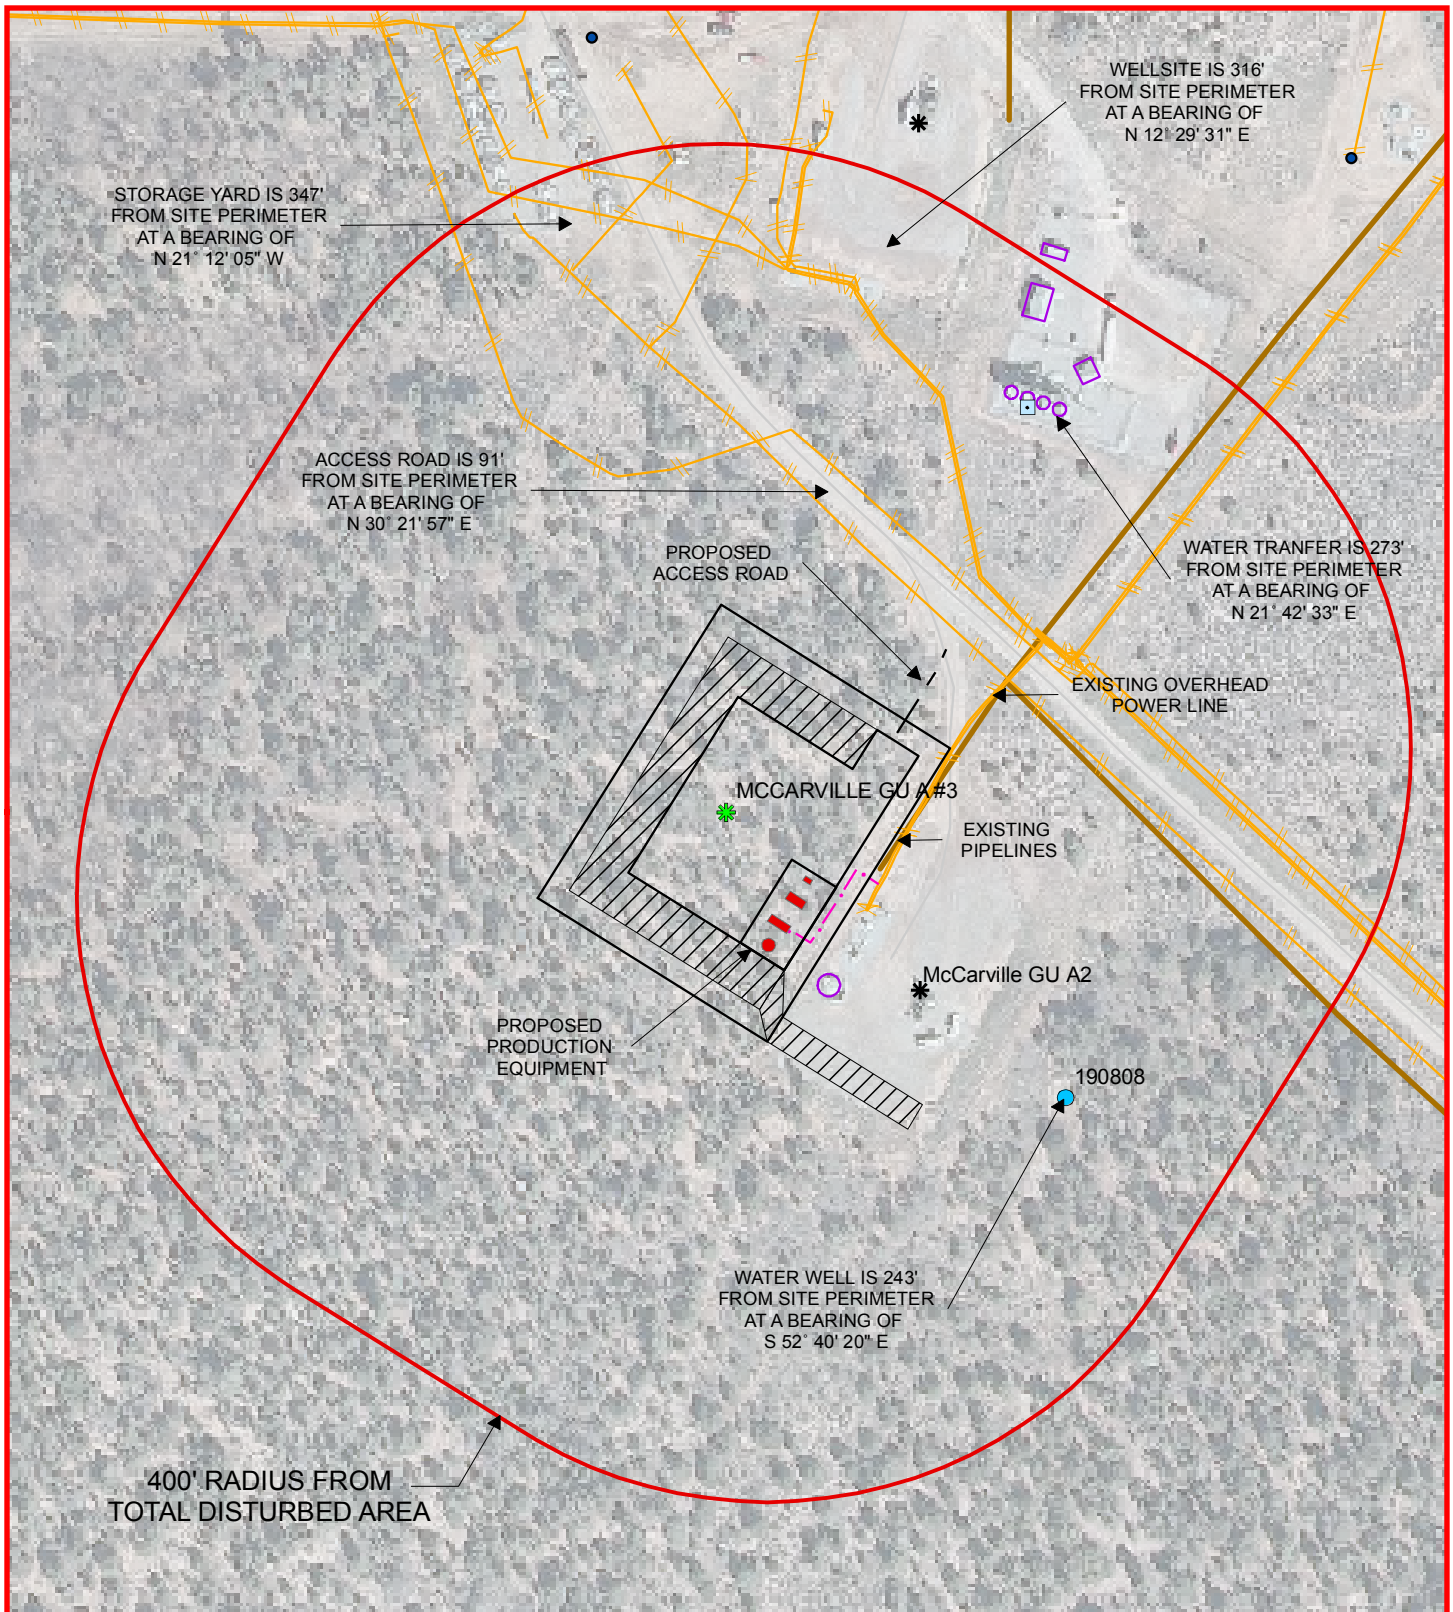 WELLSITE IS 316'
FROM SITE PERIMETER
AT A BEARING OF
N 12° 29' 31" E
STORAGE YARD IS 347'
FROM SITE PERIMETER
AT A BEARING OF
N 21° 12' 05" W
ACCESS ROAD IS 91'
FROM SITE PERIMETER
AT A BEARING OF
N 30° 21' 57" E
PROPOSED
ACCESS ROAD
WATER TRANFER IS 273'
FROM SITE PERIMETER
AT A BEARING OF
N 21° 42' 33" E
EXISTING OVERHEAD
POWER LINE
MCCARVILLE GU A #3
EXISTING
PIPELINES
McCarville GU A2
PROPOSED
PRODUCTION
EQUIPMENT
190808
WATER WELL IS 243'
FROM SITE PERIMETER
AT A BEARING OF
S 52° 40' 20" E
400' RADIUS FROM
TOTAL DISTURBED AREA